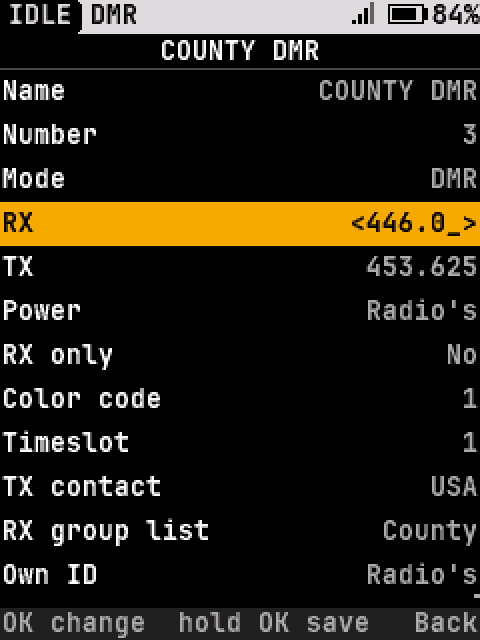 IDLE DMR 84%
COUNTY DMR
Name COUNTY DMR
Number 3
Mode DMR
RX <446.0_>
TX 453.625
Power Radio's
RX only No
Color code 1
Timeslot 1
TX contact USA
RX group list County
Own ID Radio's
OK change hold OK save Back